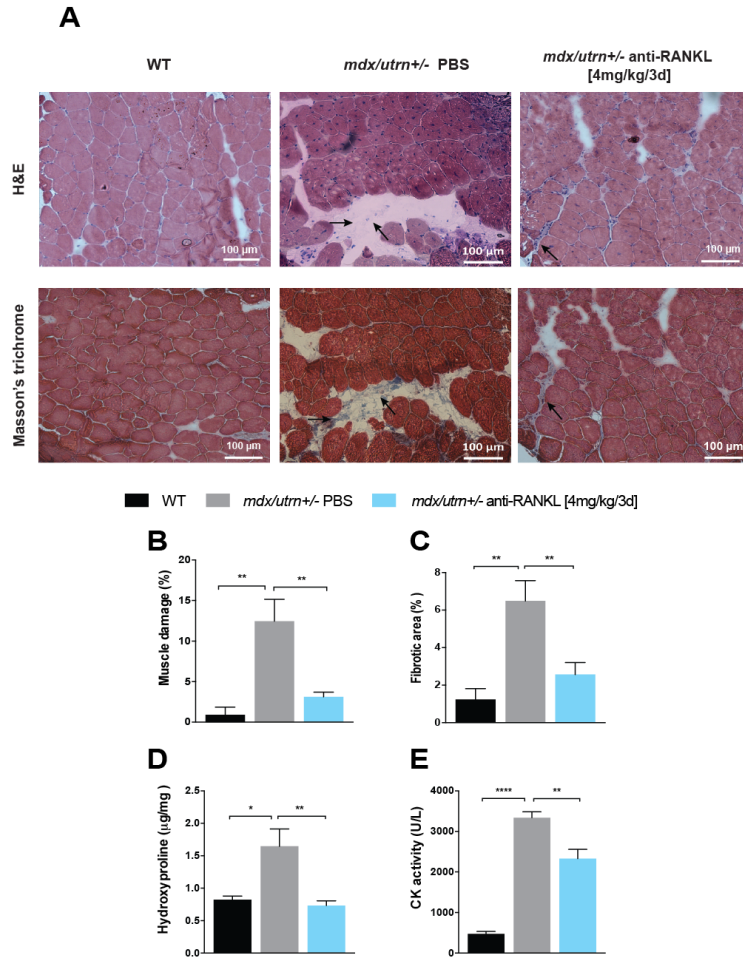 A
WT
mdx/utrn+/- PBS
mdx/utrn+/- anti-RANKL
[4mg/kg/3d]
H&E
100 µm
100 µm
100 µm
Masson's trichrome
100 µm
100 µm
100 µm
WT
mdx/utrn+/- PBS
mdx/utrn+/- anti-RANKL [4mg/kg/3d]
B
C
Muscle damage (%)
20
15
10
5
0
**
**
Fibrotic area (%)
8
6
4
2
0
**
**
D
E
Hydroxyproline (µg/mg)
2.5
2.0
1.5
1.0
0.5
0.0
*
**
CK activity (U/L)
4000
3000
2000
1000
0
****
**